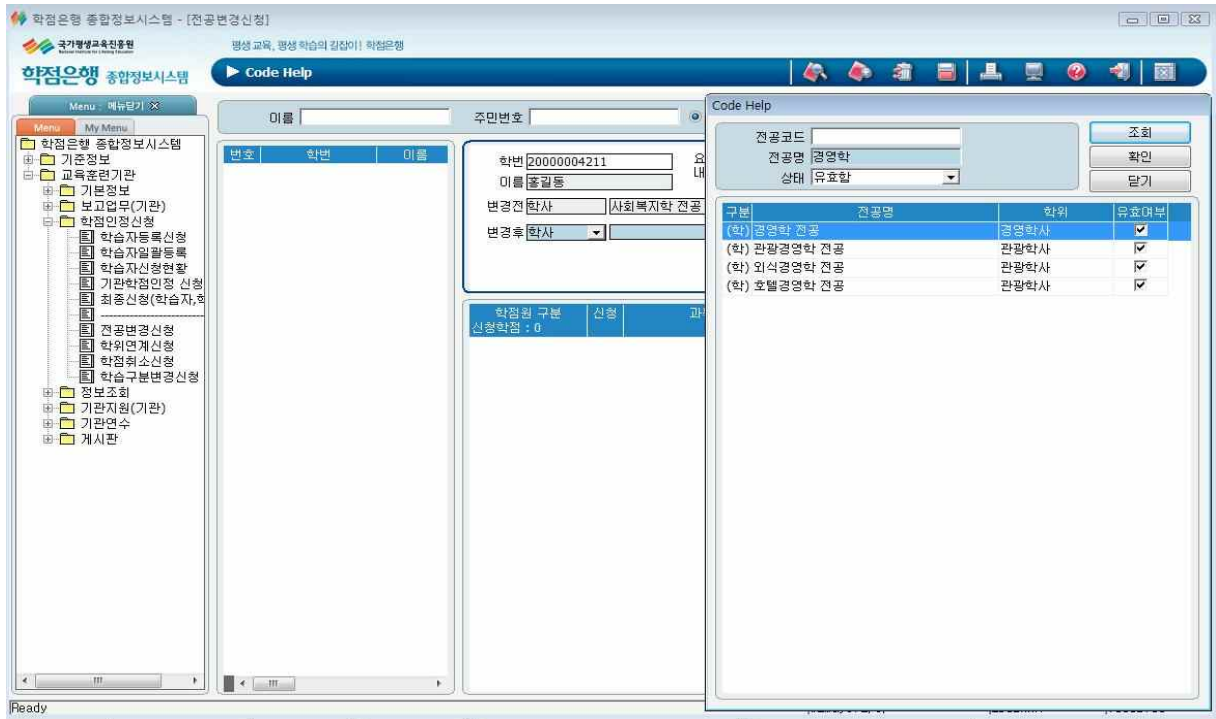 학점은행 종합정보시스템 - [전공변경신청]
국가평생교육진흥원
평생 교육, 평생 학습의 길잡이! 학점은행
학점은행 종합정보시스템
Code Help
Menu : 메뉴닫기
Menu My Menu
학점은행 종합정보시스템
기준정보
교육훈련기관
기본정보
보고업무(기관)
학점인정신청
학습자등록신청
학습자일괄등록
학습자신청현황
기관학점인정 신청
최종신청(학습자,학
------------------
전공변경신청
학위연계신청
학점취소신청
학습구분변경신청
정보조회
기관지원(기관)
기관연수
게시판
이름
주민번호
번호 학번 이름
학번 20000004211
이름 홍길동
변경전 학사 사회복지학 전공
변경후 학사
학점원 구분 신청
신청학점 : 0
Code Help
전공코드
전공명 경영학
상태 유효함
조회
확인
닫기
구분 전공명 학위 유효여부
(학) 경영학 전공 경영학사
(학) 관광경영학 전공 관광학사
(학) 외식경영학 전공 관광학사
(학) 호텔경영학 전공 관광학사
Ready